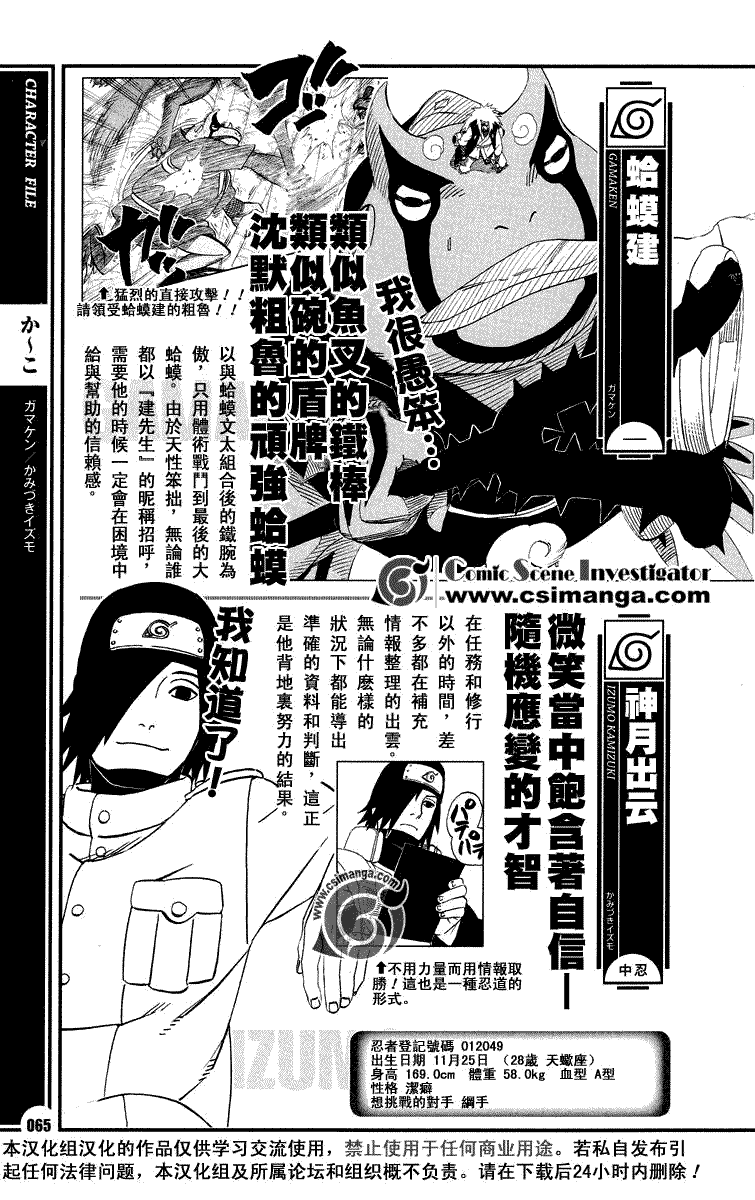 CHARACTER FILE
か～こ
ガマケン／かみづきイズモ
065
蛤蟆建
GAMAKEN
ガマケン
一
ゴッ
ガッ
我很愚笨…
類似魚叉的鐵棒
類似碗的盾牌
沈默粗魯的頑強蛤蟆
⬆猛烈的直接攻擊！！
請領受蛤蟆建的粗魯！！
以與蛤蟆文太組合後的鐵腕為
傲，只用體術戰鬥到最後的大
蛤蟆。由於天性笨拙，無論誰
都以『建先生』的昵稱招呼，
需要他的時候一定會在困境中
給與幫助的信賴感。
Comic Scene Investigator
www.csimanga.com
神月出云
IZUMO KAMIZUKI
かみづきイズモ
中忍
微笑當中飽含著自信——
隨機應變的才智
在任務和修行
以外的時間，差
不多都在補充
情報整理的出雲。
無論什麼樣的
狀況下都能導出
準確的資料和判斷，這正
是他背地裏努力的結果。
我知道了！
パラパラ
www.csimanga.com
⬆不用力量而用情報取
勝！這也是一種忍道的
形式。
IZUMO
忍者登記號碼 012049
出生日期 11月25日 （28歲 天蠍座）
身高 169.0cm 體重 58.0kg 血型 A型
性格 潔癖
想挑戰的對手 綱手
本汉化组汉化的作品仅供学习交流使用，禁止使用于任何商业用途。若私自发布引
起任何法律问题，本汉化组及所属论坛和组织概不负责。请在下载后24小时内删除！